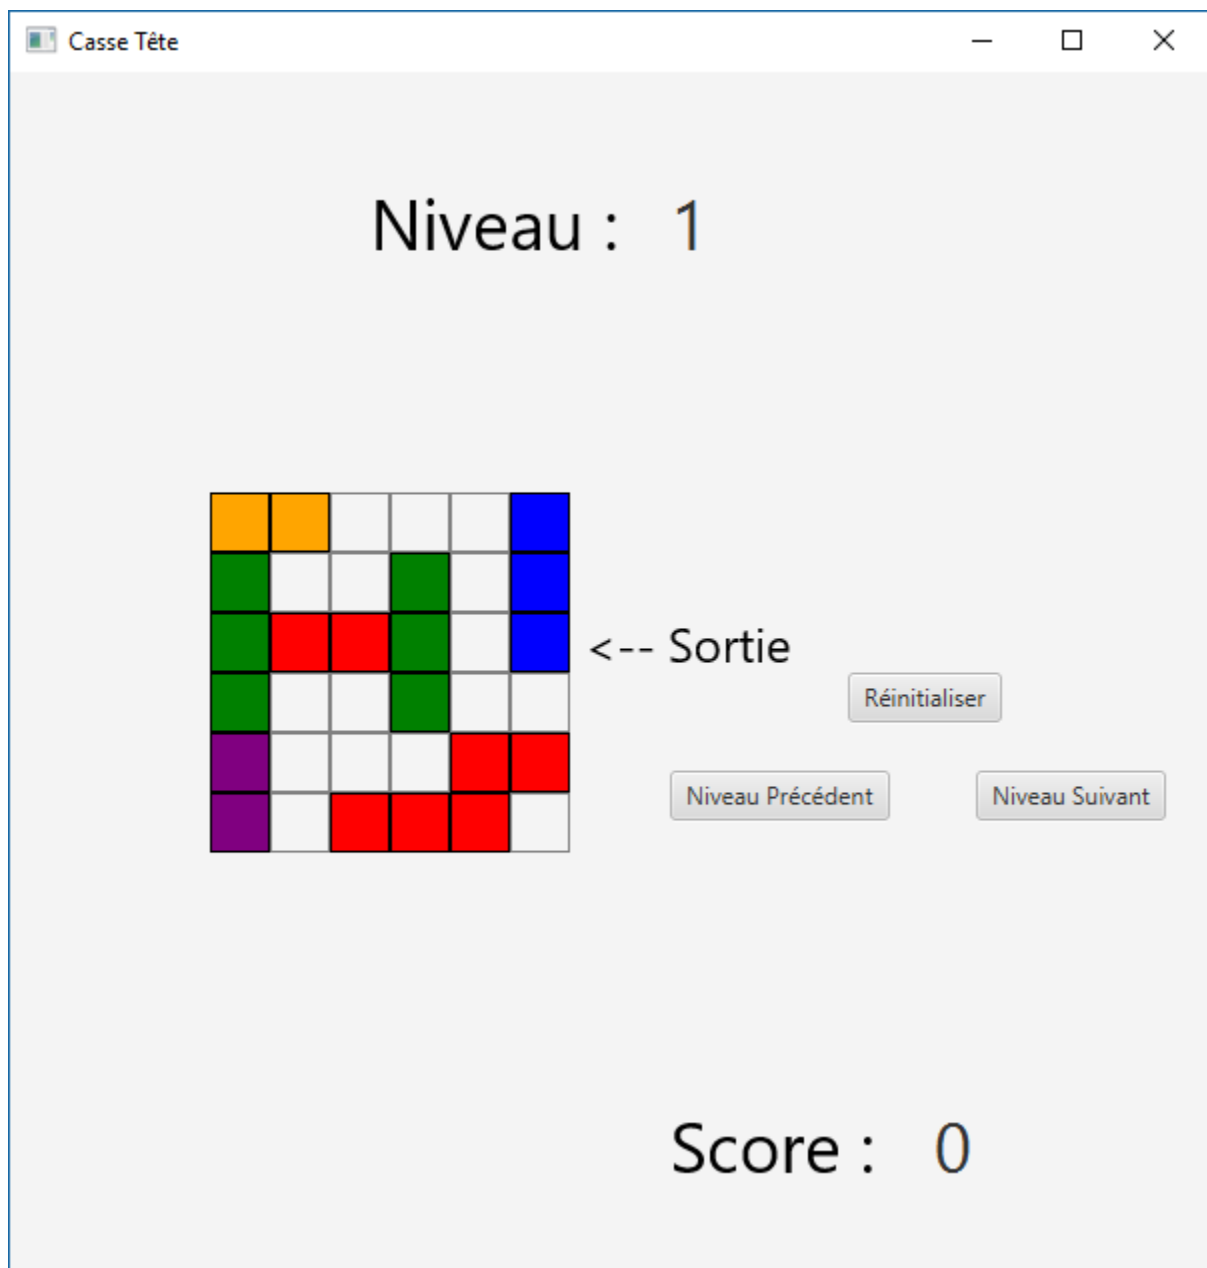 Casse Tête
Niveau : 1
<-- Sortie
Réinitialiser
Niveau Précédent
Niveau Suivant
Score : 0